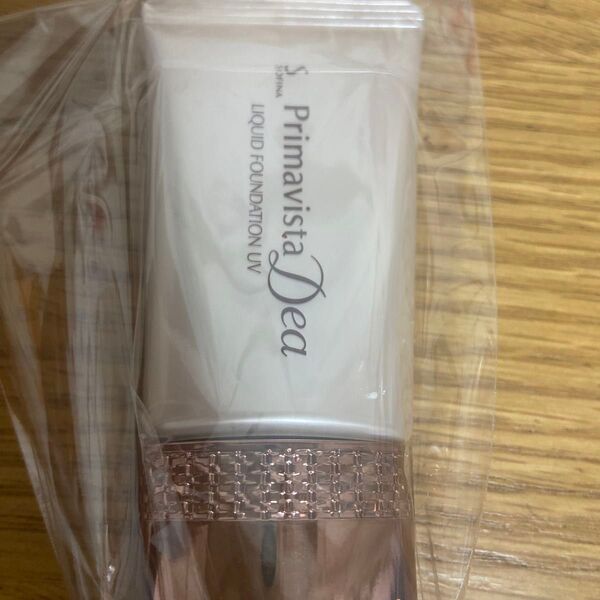 S
SOFINA
Primavista Dea
LIQUID FOUNDATION UV